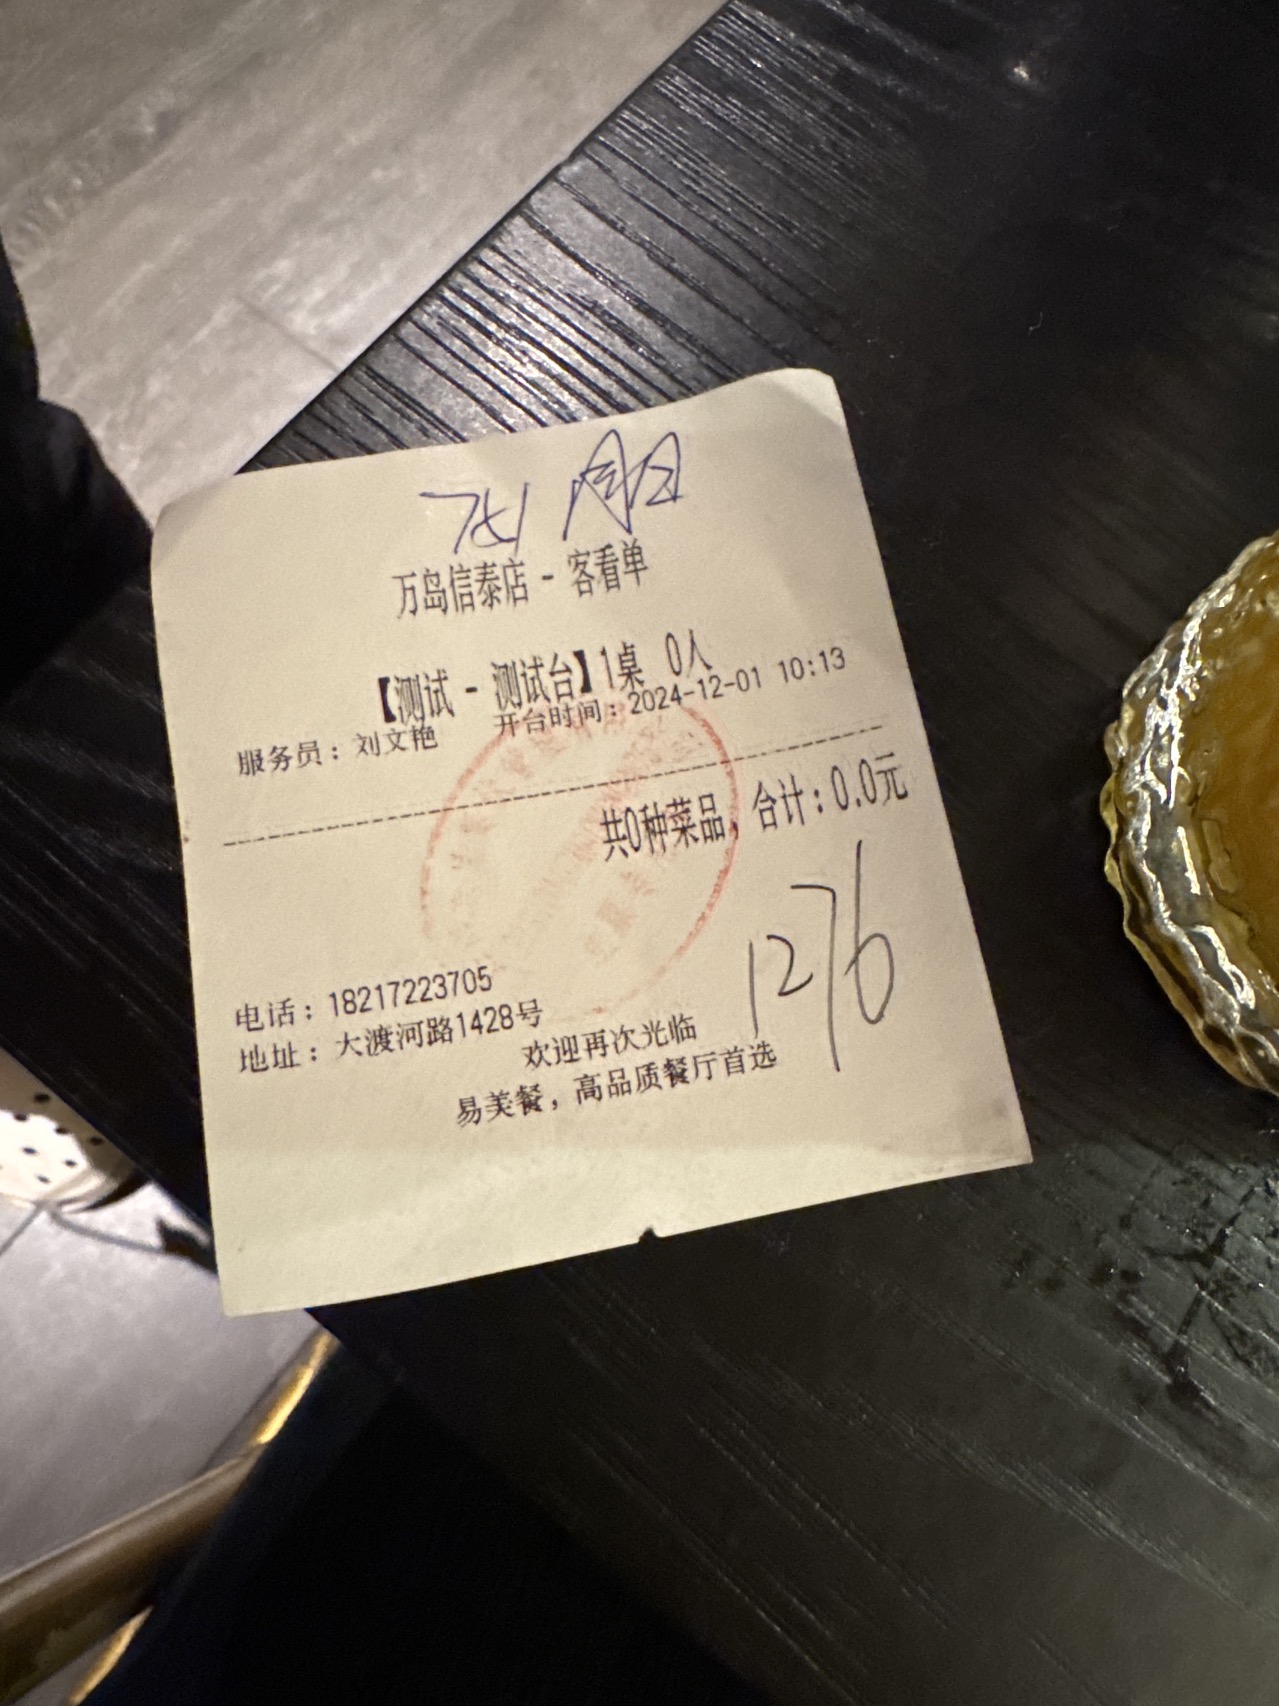 万岛信泰店 - 客看单
【测试 - 测试台】1桌 0人
服务员：刘文艳 开台时间：2024-12-01 10:13
共0种菜品，合计：0.0元
1276
电话：18217223705
地址：大渡河路1428号
欢迎再次光临
易美餐，高品质餐厅首选